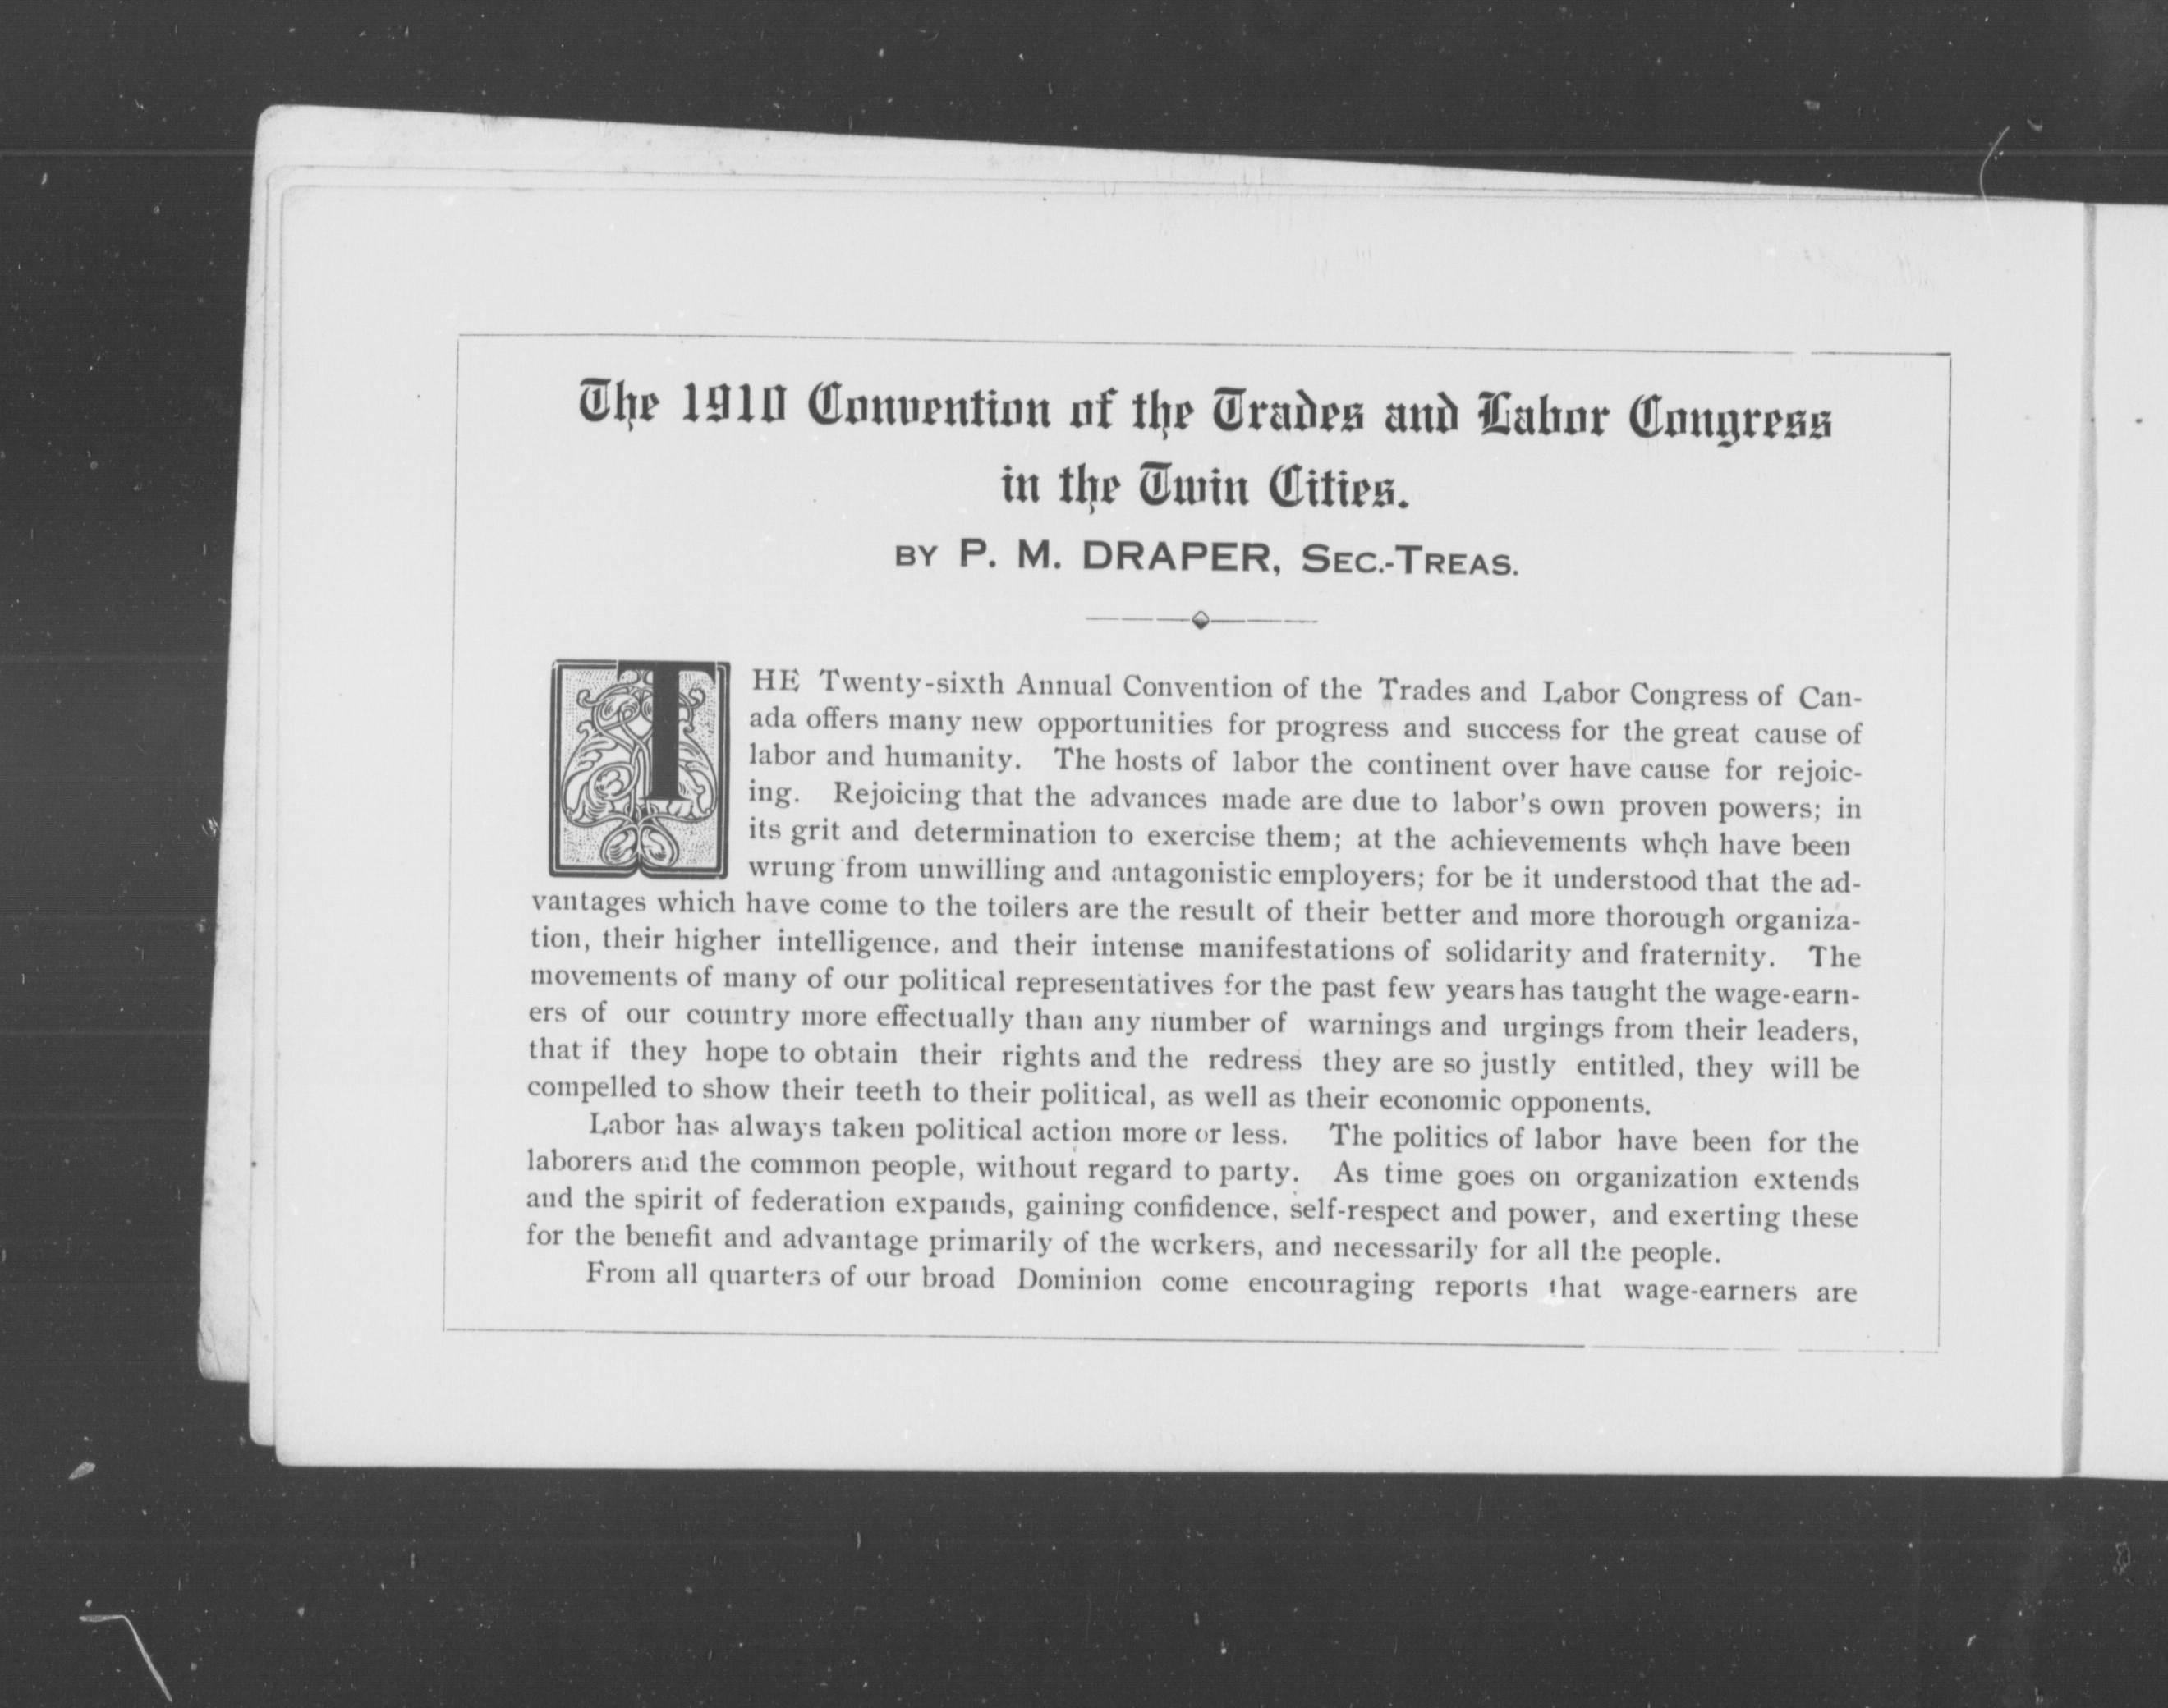 The 1910 Convention of the Trades and Labor Congress
in the Twin Cities.
BY P. M. DRAPER, SEC.-TREAS.
THE Twenty-sixth Annual Convention of the Trades and Labor Congress of Can-
ada offers many new opportunities for progress and success for the great cause of
labor and humanity. The hosts of labor the continent over have cause for rejoic-
ing. Rejoicing that the advances made are due to labor's own proven powers; in
its grit and determination to exercise them; at the achievements whçh have been
wrung from unwilling and antagonistic employers; for be it understood that the ad-
vantages which have come to the toilers are the result of their better and more thorough organiza-
tion, their higher intelligence, and their intense manifestations of solidarity and fraternity. The
movements of many of our political representatives for the past few years has taught the wage-earn-
ers of our country more effectually than any number of warnings and urgings from their leaders,
that if they hope to obtain their rights and the redress they are so justly entitled, they will be
compelled to show their teeth to their political, as well as their economic opponents.
Labor has always taken political action more or less. The politics of labor have been for the
laborers and the common people, without regard to party. As time goes on organization extends
and the spirit of federation expands, gaining confidence, self-respect and power, and exerting these
for the benefit and advantage primarily of the workers, and necessarily for all the people.
From all quarters of our broad Dominion come encouraging reports that wage-earners are